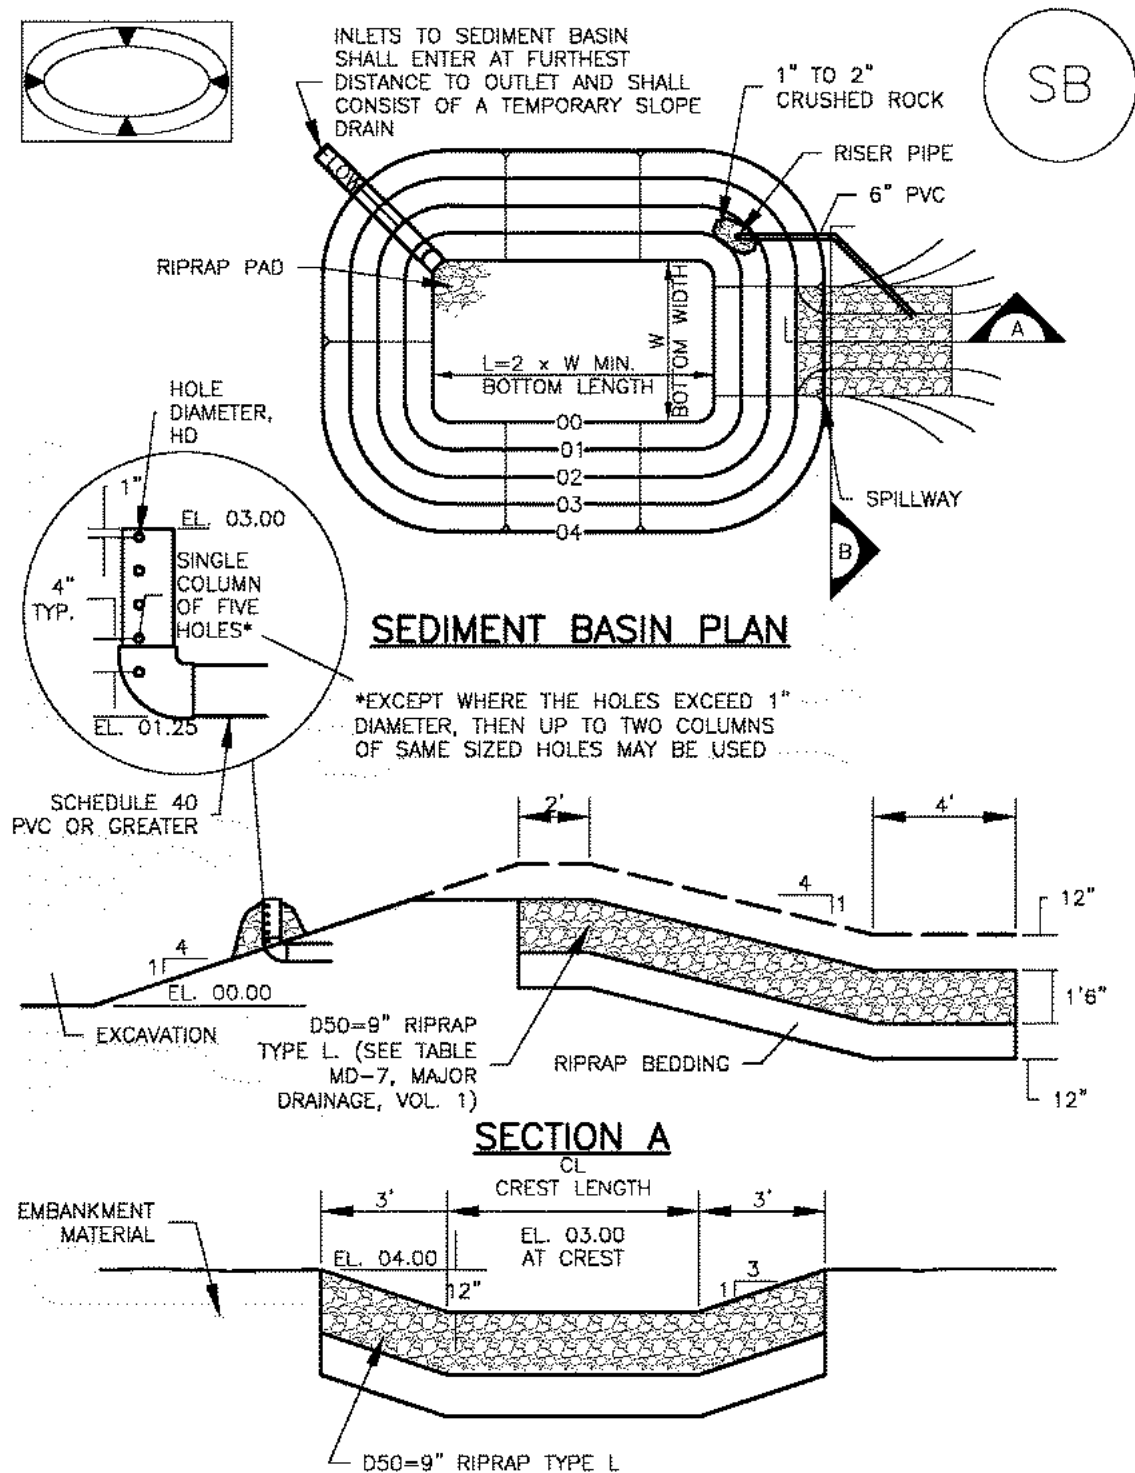 INLETS TO SEDIMENT BASIN
SHALL ENTER AT FURTHEST
DISTANCE TO OUTLET AND SHALL
CONSIST OF A TEMPORARY SLOPE
DRAIN
1" TO 2"
CRUSHED ROCK
SB
RISER PIPE
6" PVC
FLOW
RIPRAP PAD
W
BOTTOM WIDTH
L=2 x W MIN.
BOTTOM LENGTH
A
00
01
02
03
04
SPILLWAY
B
HOLE
DIAMETER,
HD
1"
EL. 03.00
4"
TYP.
SINGLE
COLUMN
OF FIVE
HOLES*
EL. 01.25
SEDIMENT BASIN PLAN
*EXCEPT WHERE THE HOLES EXCEED 1"
DIAMETER, THEN UP TO TWO COLUMNS
OF SAME SIZED HOLES MAY BE USED
SCHEDULE 40
PVC OR GREATER
2'
4'
4
1
12"
4
1
EL. 00.00
1'6"
EXCAVATION
D50=9" RIPRAP
TYPE L. (SEE TABLE
MD-7, MAJOR
DRAINAGE, VOL. 1)
RIPRAP BEDDING
12"
SECTION A
CL
CREST LENGTH
3'
3'
EMBANKMENT
MATERIAL
EL. 04.00
EL. 03.00
AT CREST
12"
3
1
D50=9" RIPRAP TYPE L